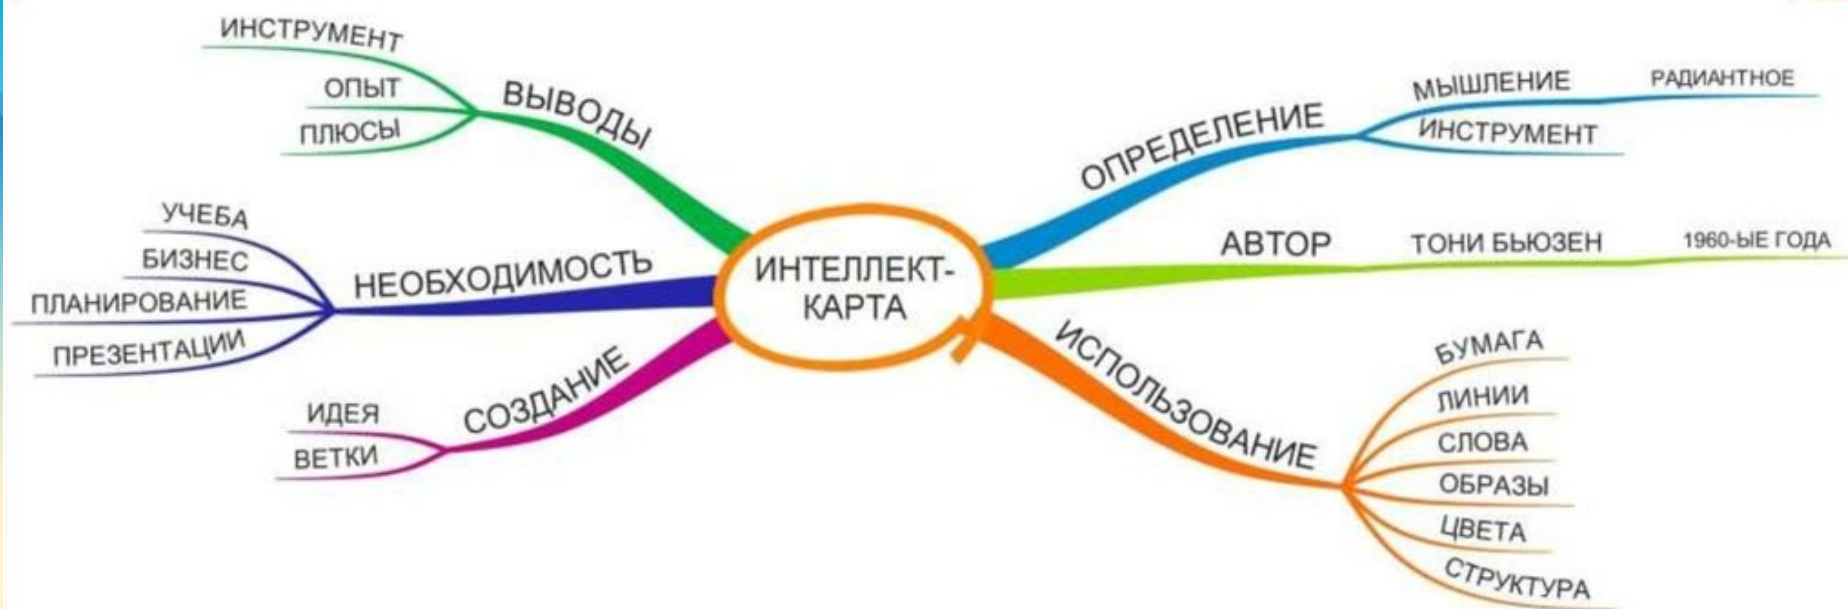 ИНТЕЛЛЕКТ-
КАРТА
ОПРЕДЕЛЕНИЕ
МЫШЛЕНИЕ
РАДИАНТНОЕ
ИНСТРУМЕНТ
АВТОР
ТОНИ БЬЮЗЕН
1960-ЫЕ ГОДА
ИСПОЛЬЗОВАНИЕ
БУМАГА
ЛИНИИ
СЛОВА
ОБРАЗЫ
ЦВЕТА
СТРУКТУРА
СОЗДАНИЕ
ИДЕЯ
ВЕТКИ
НЕОБХОДИМОСТЬ
УЧЕБА
БИЗНЕС
ПЛАНИРОВАНИЕ
ПРЕЗЕНТАЦИИ
ВЫВОДЫ
ИНСТРУМЕНТ
ОПЫТ
ПЛЮСЫ